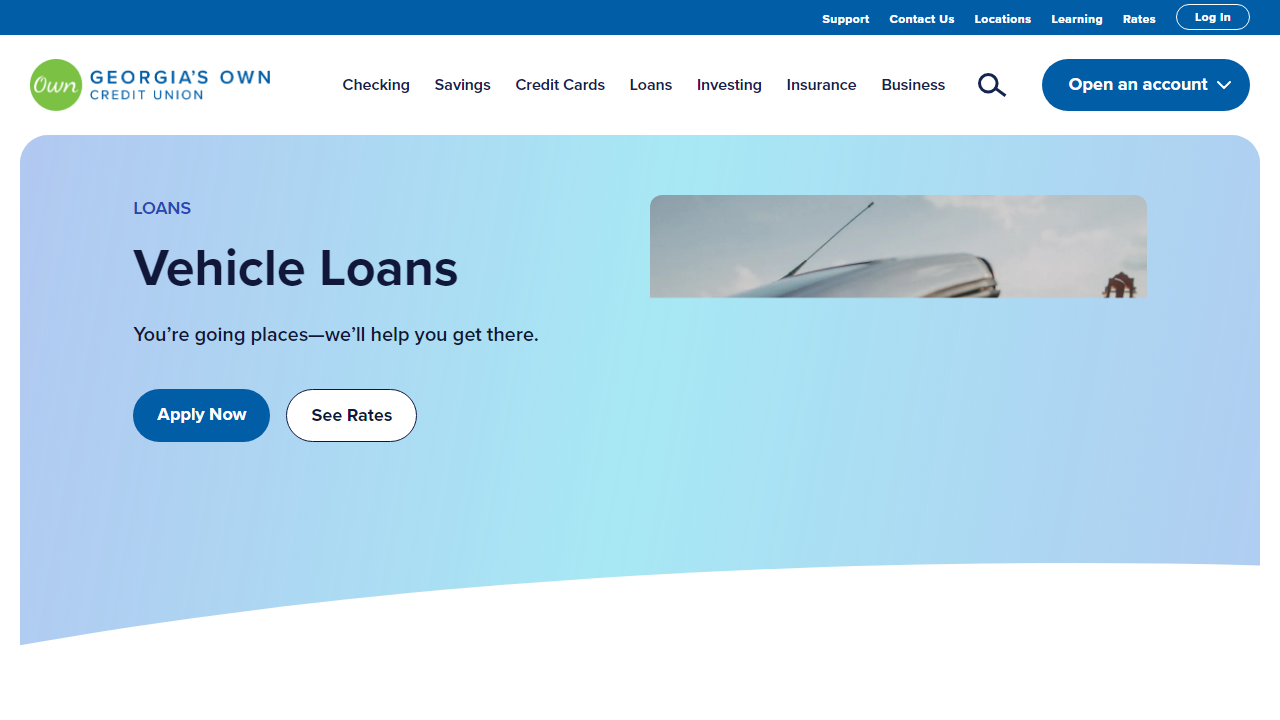 Support Contact Us Locations Learning Rates Log In
Own GEORGIA'S OWN
CREDIT UNION
Checking Savings Credit Cards Loans Investing Insurance Business Open an account
LOANS
Vehicle Loans
You’re going places—we’ll help you get there.
Apply Now See Rates